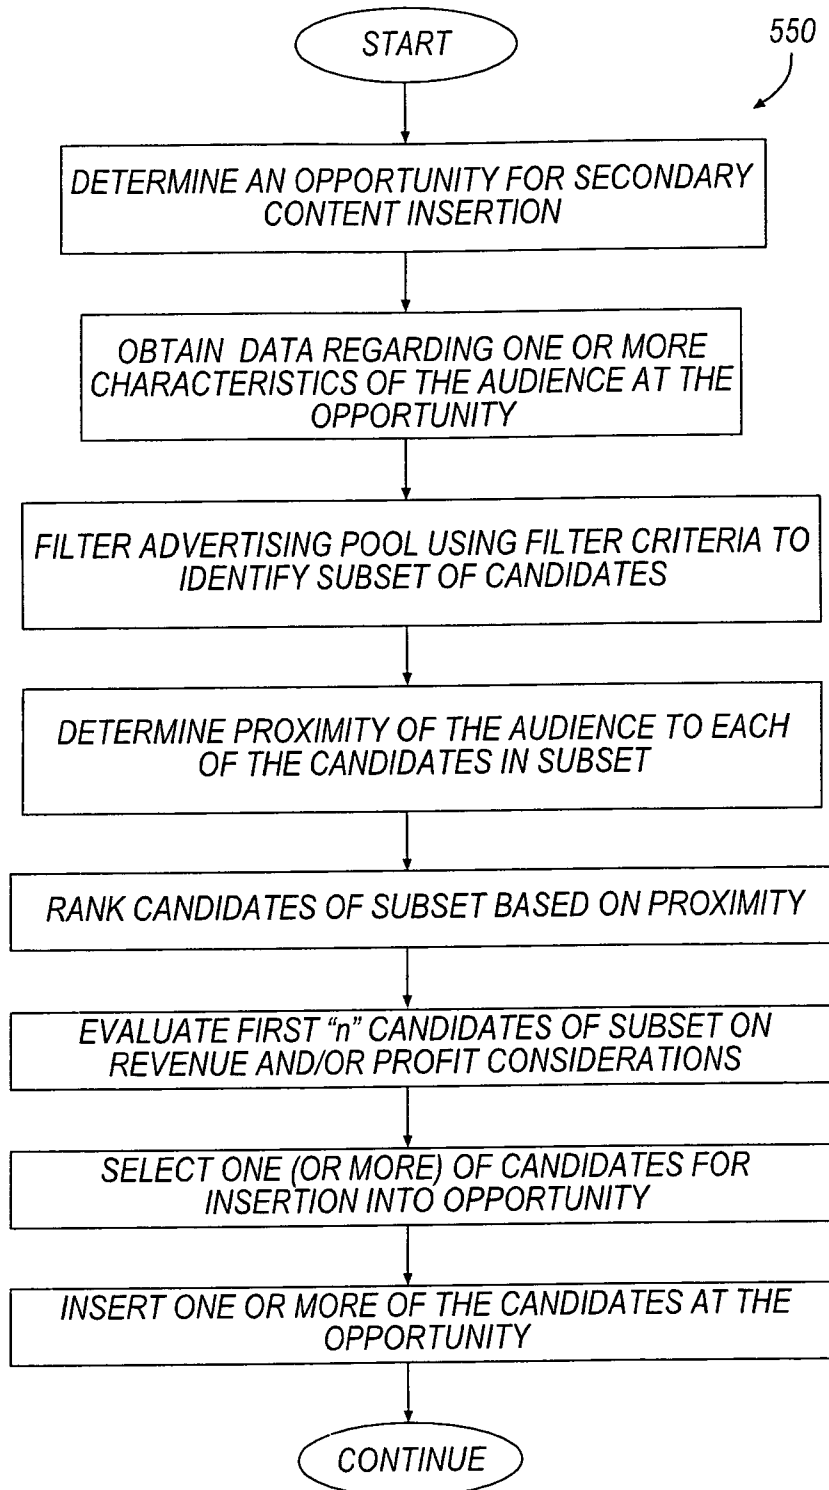 START
550
DETERMINE AN OPPORTUNITY FOR SECONDARY
CONTENT INSERTION
OBTAIN DATA REGARDING ONE OR MORE
CHARACTERISTICS OF THE AUDIENCE AT THE
OPPORTUNITY
FILTER ADVERTISING POOL USING FILTER CRITERIA TO
IDENTIFY SUBSET OF CANDIDATES
DETERMINE PROXIMITY OF THE AUDIENCE TO EACH
OF THE CANDIDATES IN SUBSET
RANK CANDIDATES OF SUBSET BASED ON PROXIMITY
EVALUATE FIRST “n” CANDIDATES OF SUBSET ON
REVENUE AND/OR PROFIT CONSIDERATIONS
SELECT ONE (OR MORE) OF CANDIDATES FOR
INSERTION INTO OPPORTUNITY
INSERT ONE OR MORE OF THE CANDIDATES AT THE
OPPORTUNITY
CONTINUE